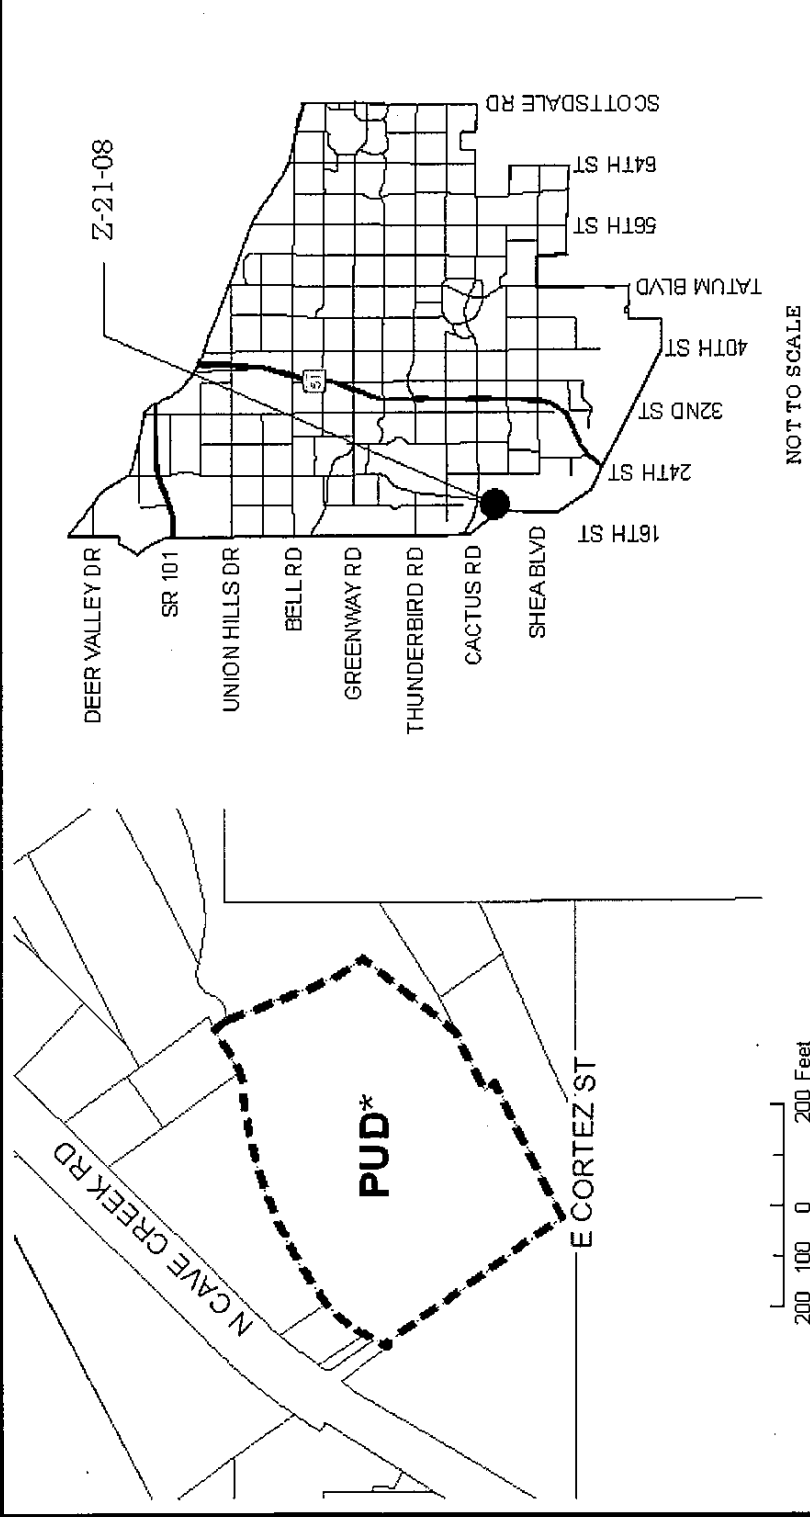 Z-21-08
DEER VALLEY DR
SR 101
UNION HILLS DR
BELL RD
GREENWAY RD
THUNDERBIRD RD
CACTUS RD
SHEA BLVD
51
16TH ST
24TH ST
32ND ST
40TH ST
TATUM BLVD
56TH ST
64TH ST
SCOTTSDALE RD
NOT TO SCALE
N CAVE CREEK RD
PUD*
E CORTEZ ST
200 100 0 200 Feet